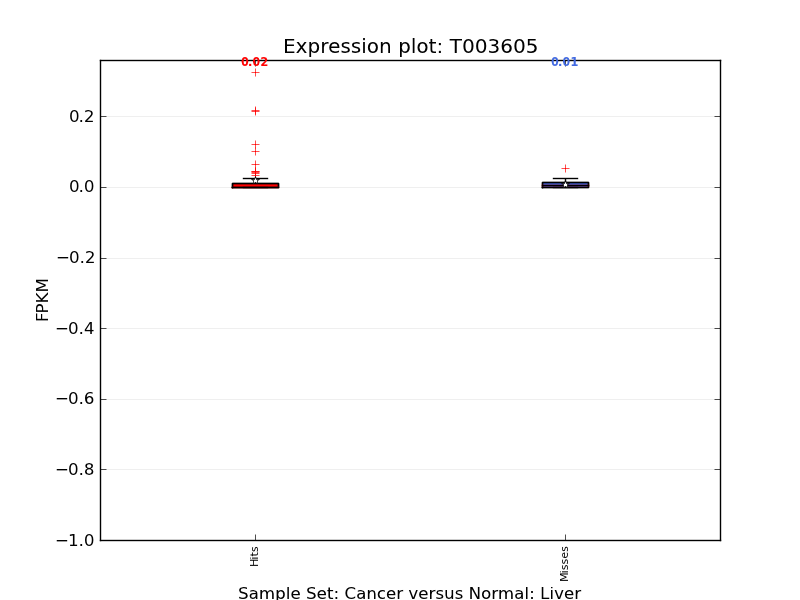 Expression plot: T003605
0.02
0.01
0.2
0.0
−0.2
−0.4
−0.6
−0.8
−1.0
FPKM
Hits
Misses
Sample Set: Cancer versus Normal: Liver